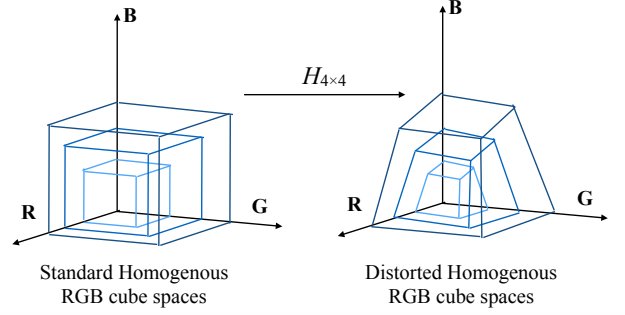 B
B
H4×4
R
G
R
G
Standard Homogenous
RGB cube spaces
Distorted Homogenous
RGB cube spaces